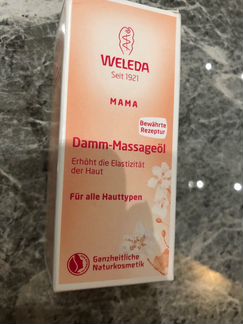 WELEDA
Seit 1921
MAMA
Bewährte
Rezeptur
Damm-Massageöl
Erhöht die Elastizität
der Haut
Für alle Hauttypen
Ganzheitliche
Naturkosmetik